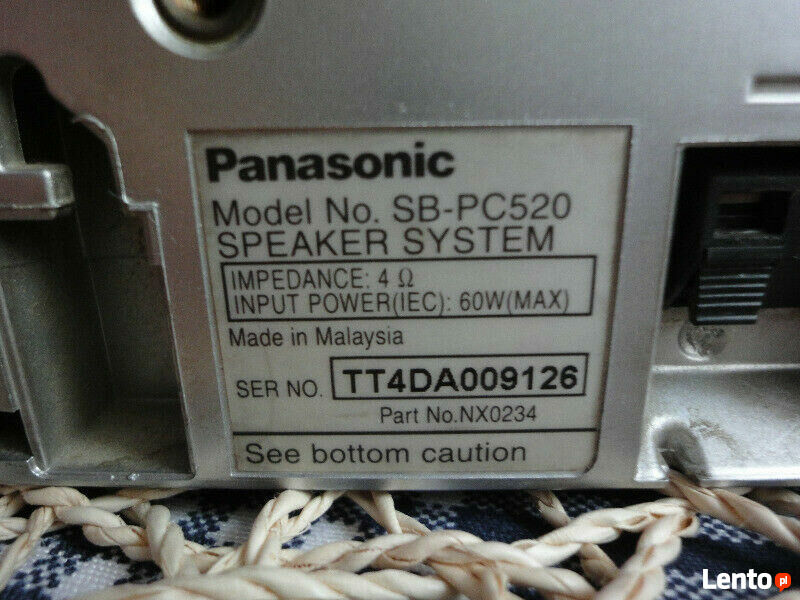 Panasonic
Model No. SB-PC520
SPEAKER SYSTEM
IMPEDANCE: 4 Ω
INPUT POWER(IEC): 60W(MAX)
Made in Malaysia
SER NO. TT4DA009126
Part No.NX0234
See bottom caution
Lento.pl